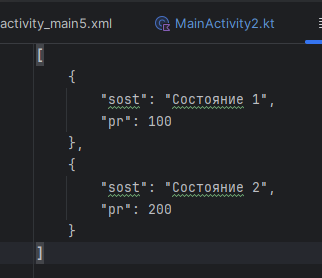 activity_main5.xml MainActivity2.kt
[
{
"sost": "Состояние 1",
"pr": 100
},
{
"sost": "Состояние 2",
"pr": 200
}
]